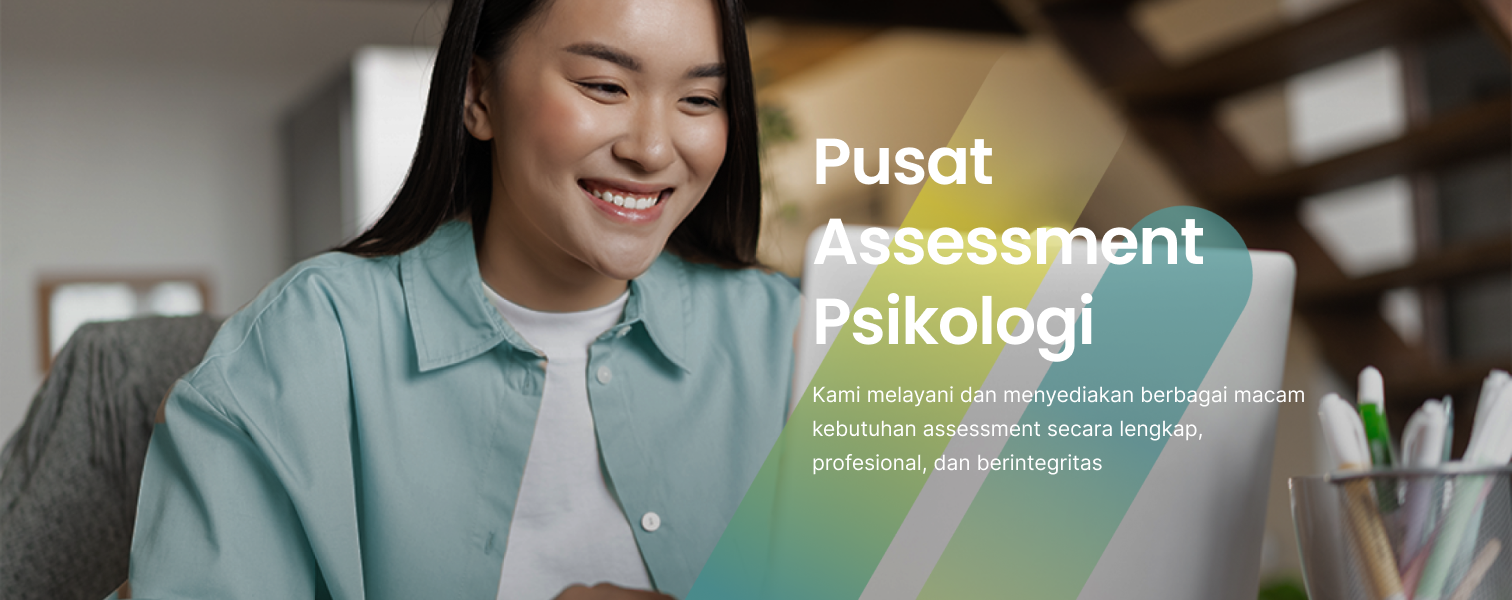 Pusat
Assessment
Psikologi
Kami melayani dan menyediakan berbagai macam
kebutuhan assessment secara lengkap,
profesional, dan berintegritas